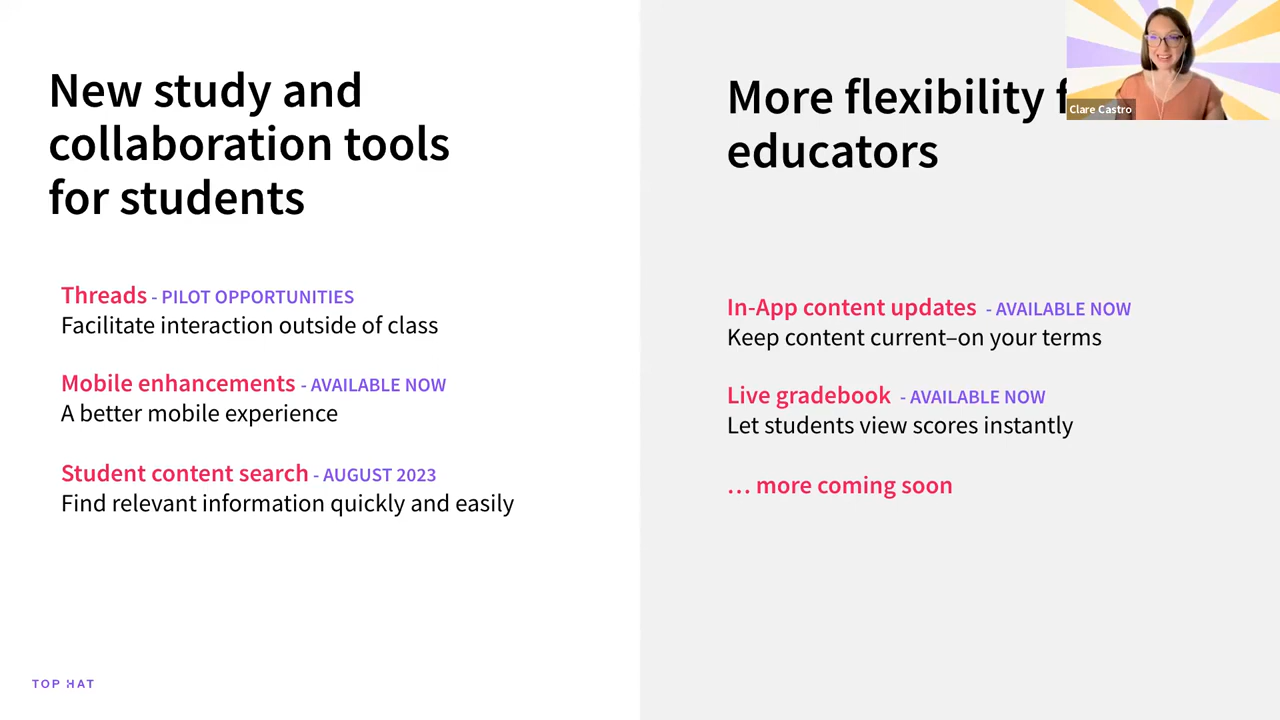 New study and
collaboration tools
for students
Threads - PILOT OPPORTUNITIES
Facilitate interaction outside of class
Mobile enhancements - AVAILABLE NOW
A better mobile experience
Student content search - AUGUST 2023
Find relevant information quickly and easily
TOP HAT
More flexibility
educators
In-App content updates - AVAILABLE NOW
Keep content current–on your terms
Live gradebook - AVAILABLE NOW
Let students view scores instantly
… more coming soon
Clare Castro